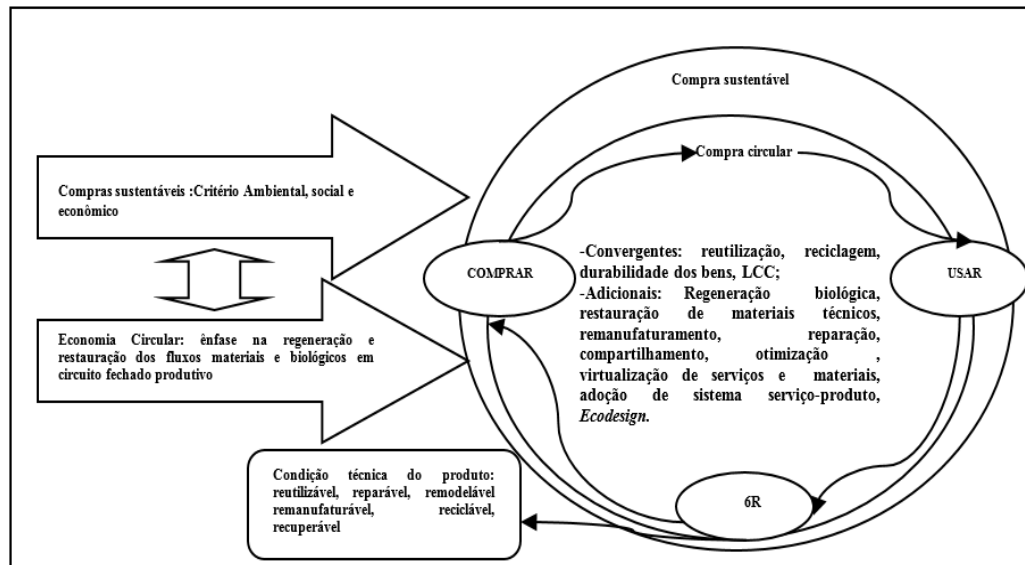 Compra sustentável
Compra circular
Compras sustentáveis :Critério Ambiental, social e
econômico
COMPRAR
USAR
-Convergentes: reutilização, reciclagem,
durabilidade dos bens, LCC;
-Adicionais: Regeneração biológica,
restauração de materiais técnicos,
remanufaturamento, reparação,
compartilhamento, otimização ,
virtualização de serviços e materiais,
adoção de sistema serviço-produto,
Ecodesign.
Economia Circular: ênfase na regeneração e
restauração dos fluxos materiais e biológicos em
circuito fechado produtivo
Condição técnica do produto:
reutilizável, reparável, remodelável
remanufaturável, reciclável,
recuperável
6R